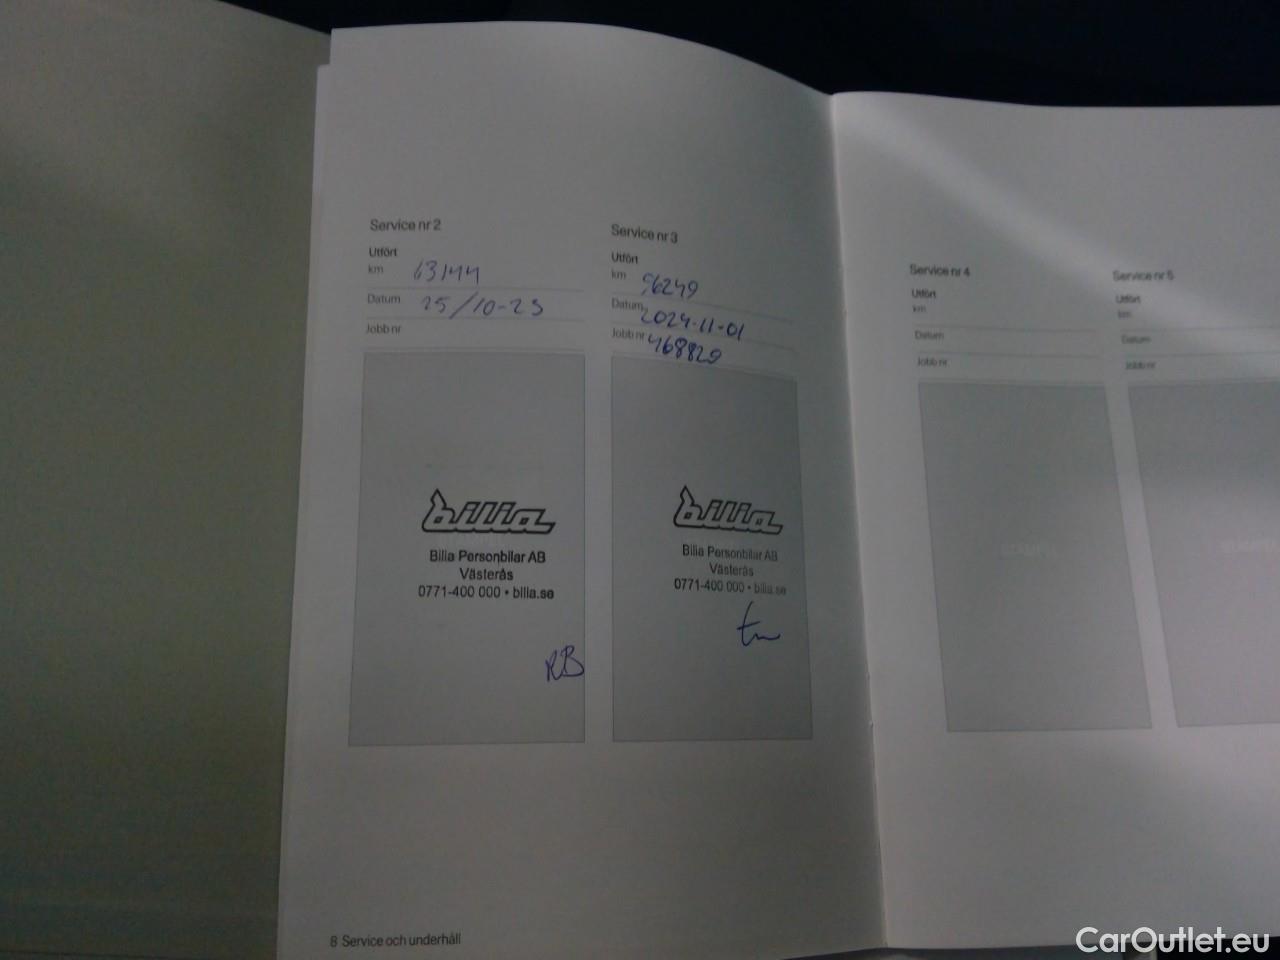 Service nr 2
Utfört
km 63144
Datum 25/10-23
Jobb nr
bilia
Bilia Personbilar AB
Västerås
0771-400 000 • bilia.se
RB
Service nr 3
Utfört
km 96249
Datum 2024-11-01
Jobb nr 468829
bilia
Bilia Personbilar AB
Västerås
0771-400 000 • bilia.se
Service nr 4
Utfört
km
Datum
Jobb nr
Service nr 5
Utfört
km
Datum
Jobb nr
8 Service och underhåll
CarOutlet.eu